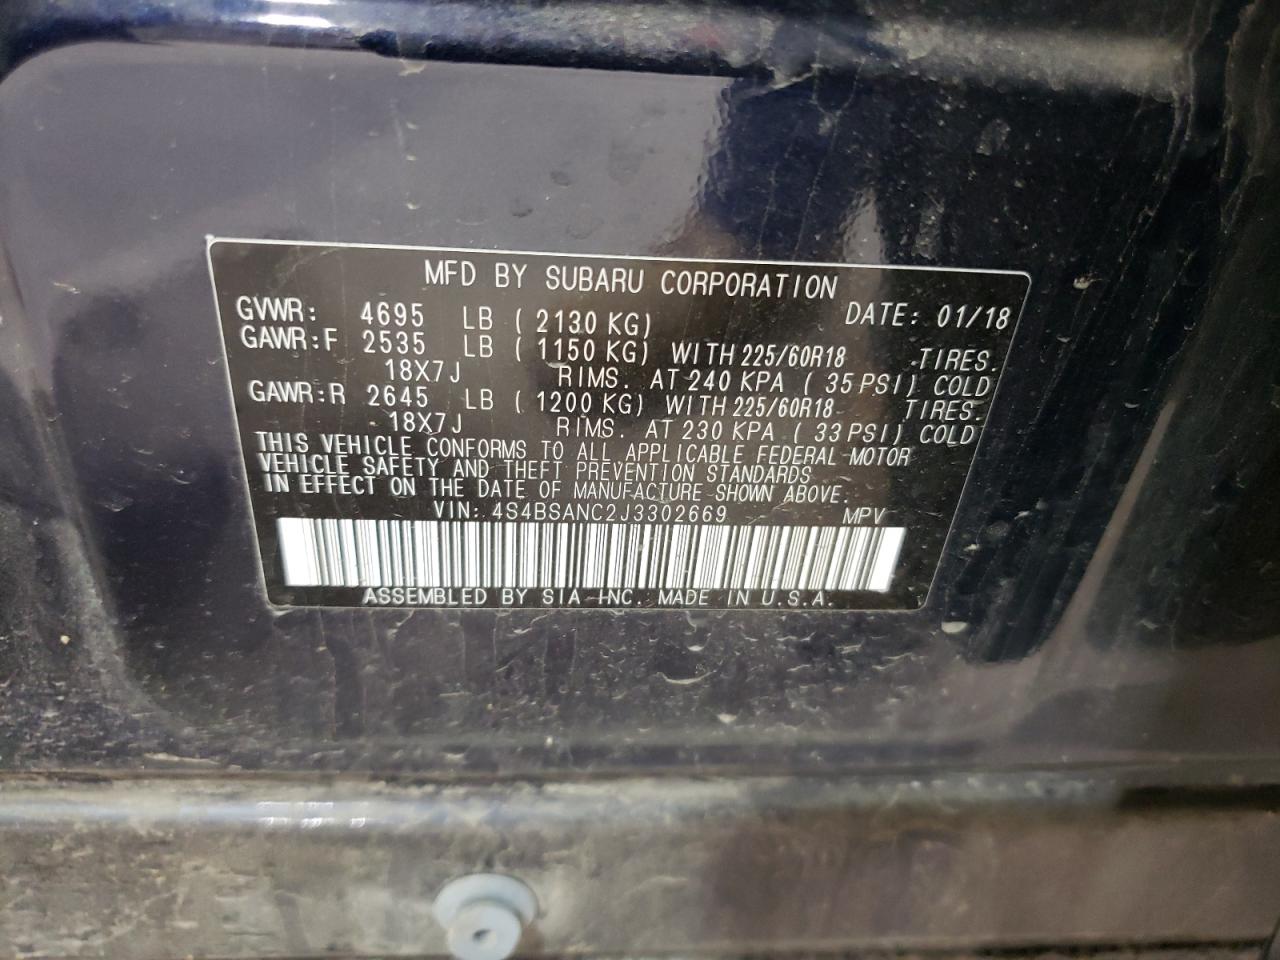 MFD BY SUBARU CORPORATION
GVWR: 4695 LB ( 2130 KG) DATE: 01/18
GAWR:F 2535 LB ( 1150 KG) WITH 225/60R18 TIRES.
18X7J RIMS. AT 240 KPA ( 35 PSI) COLD
GAWR:R 2645 LB ( 1200 KG) WITH 225/60R18 TIRES.
18X7J RIMS. AT 230 KPA ( 33 PSI) COLD
THIS VEHICLE CONFORMS TO ALL APPLICABLE FEDERAL MOTOR
VEHICLE SAFETY AND THEFT PREVENTION STANDARDS
IN EFFECT ON THE DATE OF MANUFACTURE SHOWN ABOVE.
VIN: 4S4BSANC2J3302669 MPV
ASSEMBLED BY SIA INC. MADE IN U.S.A.